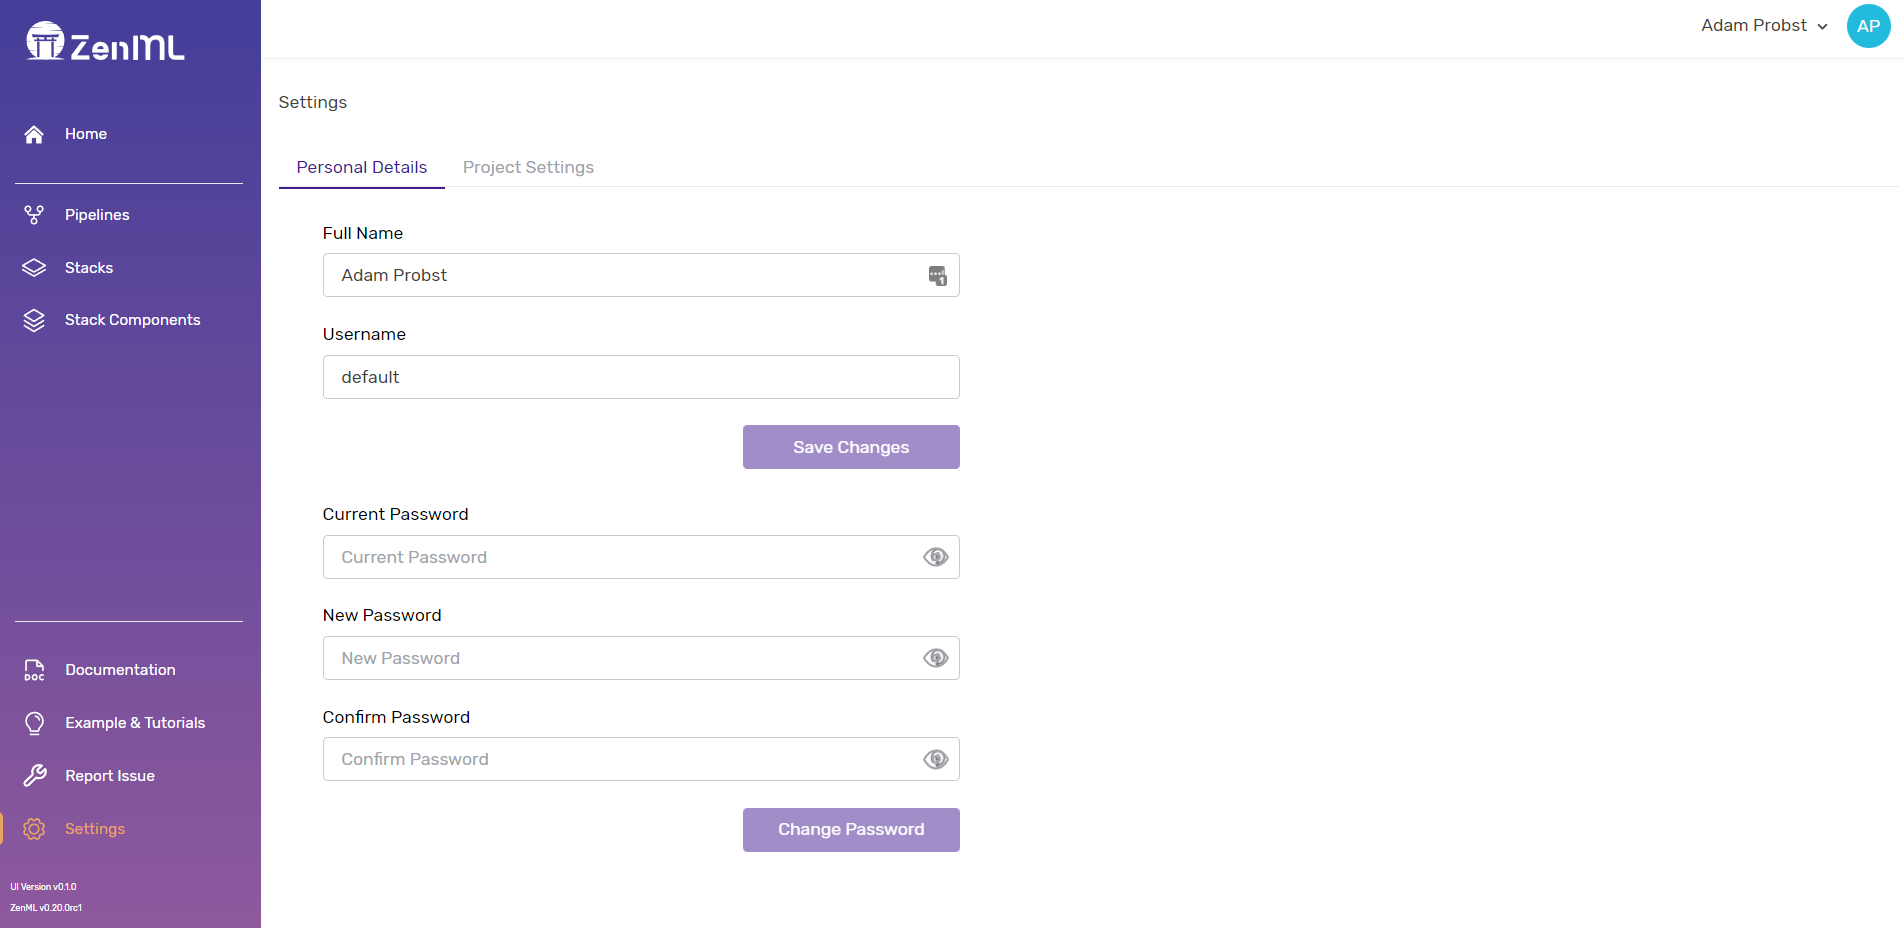 ZenML
Adam Probst
AP
Home
Pipelines
Stacks
Stack Components
Documentation
DOC
Example & Tutorials
Report Issue
Settings
UI Version v0.1.0
ZenML v0.20.0rc1
Settings
Personal Details
Project Settings
Full Name
Adam Probst
1
Username
default
Save Changes
Current Password
Current Password
New Password
New Password
Confirm Password
Confirm Password
Change Password